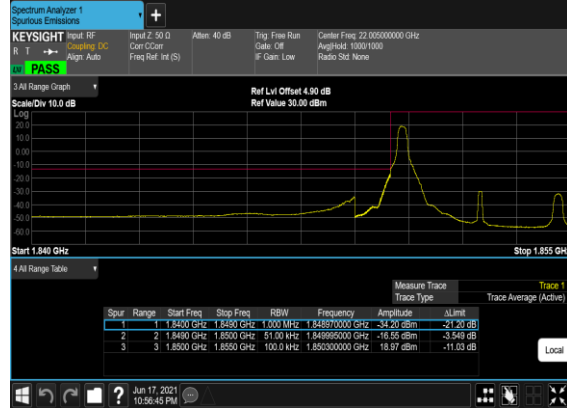 Spectrum Analyzer 1
Spurious Emissions
KEYSIGHT Input: RF Input Z: 50 Ω Atten: 40 dB Trig: Free Run Center Freq: 22.005000000 GHz
R T Coupling: DC Corr CCorr Gate: Off Avg|Hold: 1000/1000
Align: Auto Freq Ref: Int (S) IF Gain: Low Radio Std: None
PASS
3 All Range Graph
Ref Lvl Offset 4.90 dB
Scale/Div 10.0 dB Ref Value 30.00 dBm
Log
20.0
10.0
0.00
-10.0
-20.0
-30.0
-40.0
-50.0
-60.0
Start 1.840 GHz Stop 1.855 GHz
4 All Range Table
Measure Trace Trace 1
Trace Type Trace Average (Active)
Spur Range Start Freq Stop Freq RBW Frequency Amplitude ΔLimit
1 1 1.8400 GHz 1.8490 GHz 1.000 MHz 1.848970000 GHz -34.20 dBm -21.20 dB
2 2 1.8490 GHz 1.8500 GHz 51.00 kHz 1.849995000 GHz -16.55 dBm -3.549 dB
3 3 1.8500 GHz 1.8550 GHz 100.0 kHz 1.850300000 GHz 18.97 dBm -11.03 dB
Local
? Jun 17, 2021
10:56:45 PM